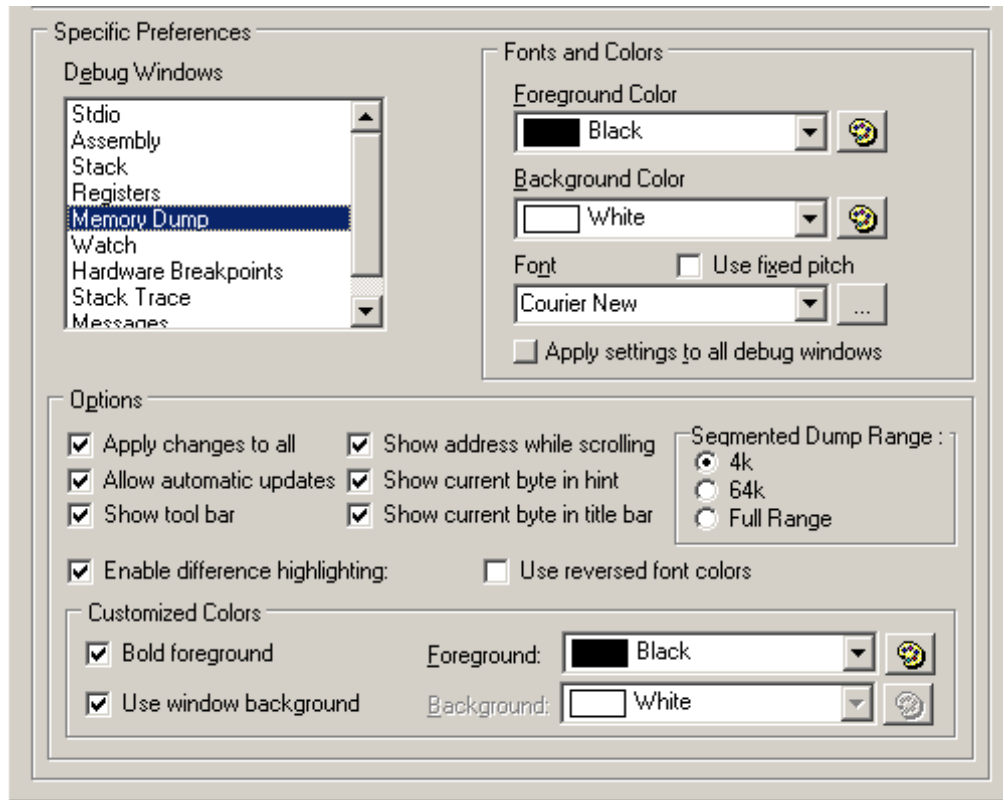 Specific Preferences
Debug Windows
Stdio
Assembly
Stack
Registers
Memory Dump
Watch
Hardware Breakpoints
Stack Trace
Messages
Fonts and Colors
Foreground Color
Black
Background Color
White
Font
Use fixed pitch
Courier New
...
Apply settings to all debug windows
Options
Apply changes to all
Show address while scrolling
Allow automatic updates
Show current byte in hint
Show tool bar
Show current byte in title bar
Segmented Dump Range :
4k
64k
Full Range
Enable difference highlighting:
Use reversed font colors
Customized Colors
Bold foreground
Foreground:
Black
Use window background
Background:
White